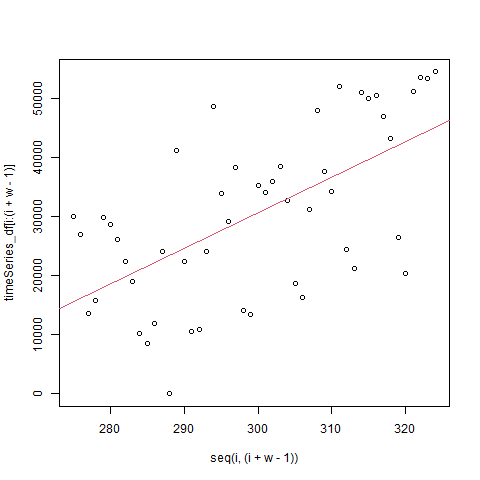 timeSeries_df[i:(i + w - 1)]
50000
40000
30000
20000
10000
0
280 290 300 310 320
seq(i, (i + w - 1))